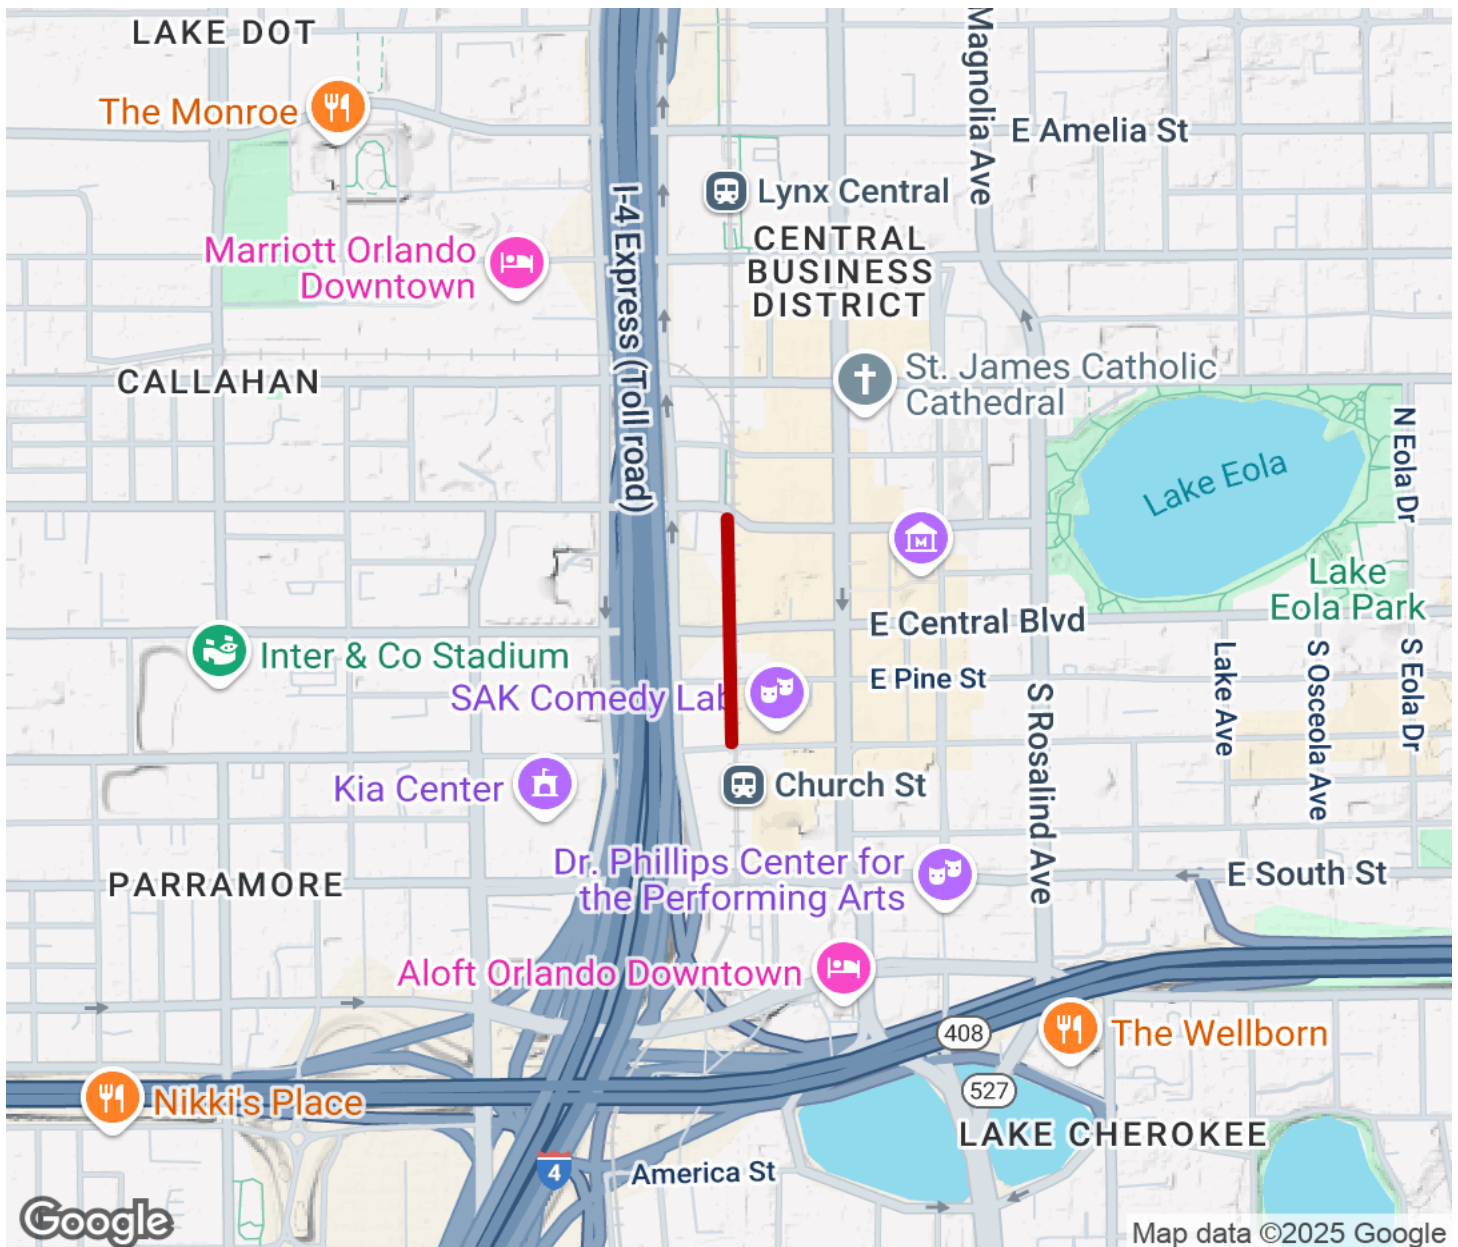 LAKE DOT
The Monroe
Magnolia Ave
E Amelia St
Lynx Central
I-4 Express (Toll road)
CENTRAL
BUSINESS
DISTRICT
Marriott Orlando
Downtown
St. James Catholic
Cathedral
CALLAHAN
N Eola Dr
Lake Eola
M
Lake
Eola Park
E Central Blvd
Inter & Co Stadium
E Pine St
SAK Comedy Lab
S Rosalind Ave
Lake Ave
S Osceola Ave
S Eola Dr
Kia Center
Church St
Dr. Phillips Center for
the Performing Arts
E South St
PARRAMORE
Aloft Orlando Downtown
408
The Wellborn
527
Nikki's Place
LAKE CHEROKEE
4
America St
Google
Map data ©2025 Google